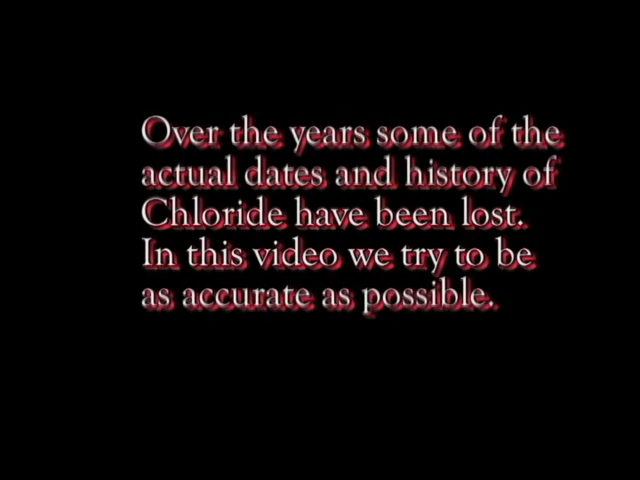 Over the years some of the
actual dates and history of
Chloride have been lost.
In this video we try to be
as accurate as possible.